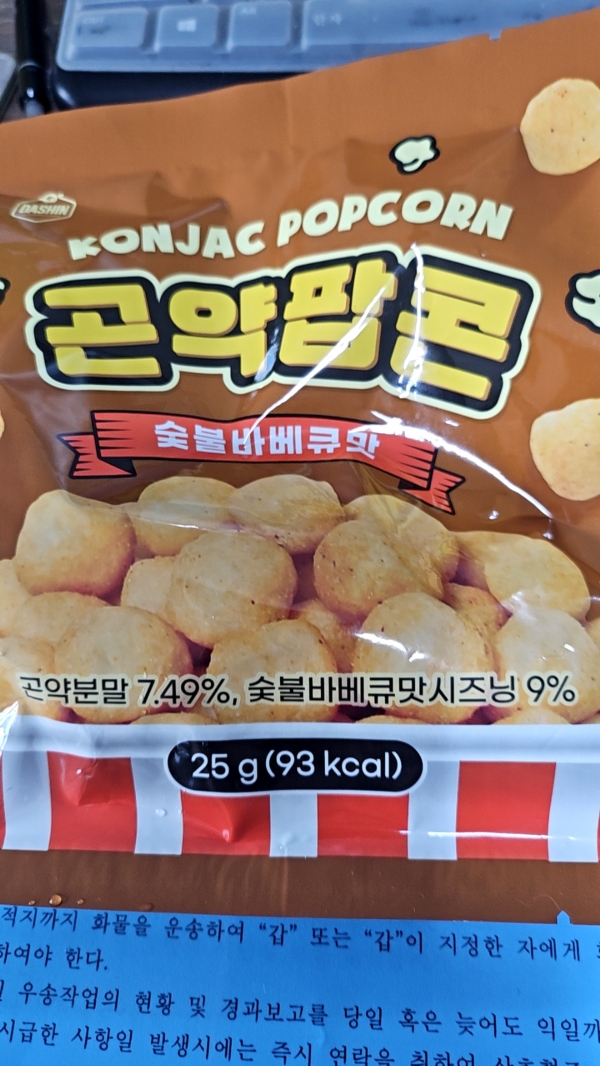 DASHIN
KONJAC POPCORN
곤약팝콘
숯불바베큐맛
곤약분말 7.49%, 숯불바베큐맛시즈닝 9%
25 g (93 kcal)
적지까지 화물을 운송하여 “갑” 또는 “갑”이 지정한 자에게
하여야 한다.
우송작업의 현황 및 경과보고를 당일 혹은 늦어도 익일까
시급한 사항일 발생시에는 즉시 연락을 취하여